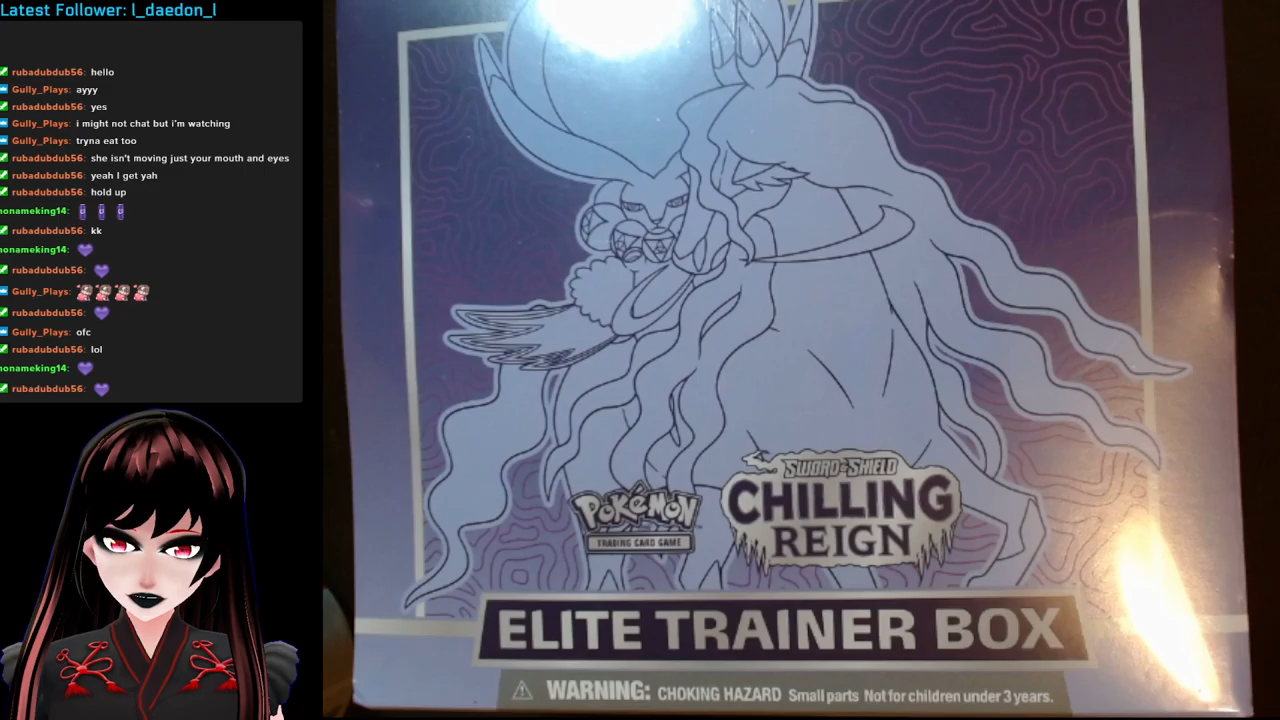 Latest Follower: l_daedon_l
rubadubdub56: hello
Gully_Plays: ayyy
rubadubdub56: yes
Gully_Plays: i might not chat but i'm watching
Gully_Plays: tryna eat too
rubadubdub56: she isn't moving just your mouth and eyes
rubadubdub56: yeah I get yah
rubadubdub56: hold up
nonameking14:
rubadubdub56: kk
nonameking14:
rubadubdub56:
Gully_Plays:
rubadubdub56:
Gully_Plays: ofc
rubadubdub56: lol
nonameking14:
rubadubdub56:
SWORD & SHIELD
CHILLING
REIGN
POKéMON
TRADING CARD GAME
ELITE TRAINER BOX
WARNING: CHOKING HAZARD Small parts Not for children under 3 years.